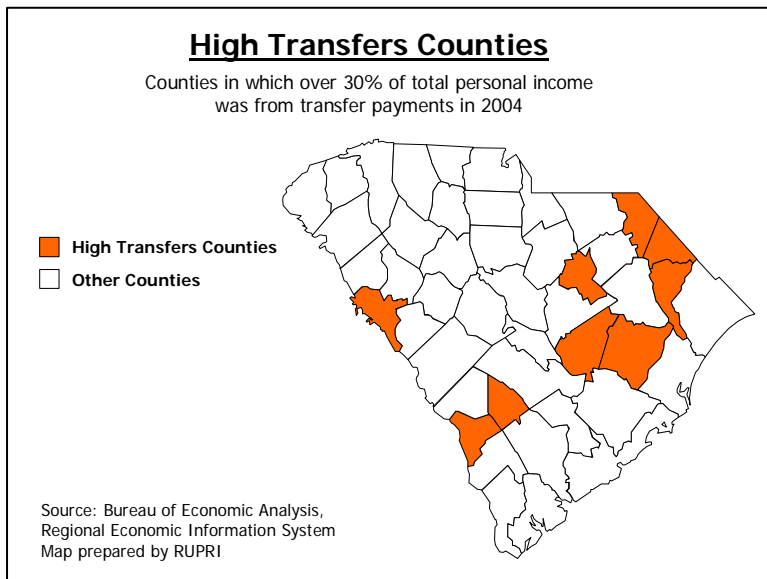 High Transfers Counties
Counties in which over 30% of total personal income
was from transfer payments in 2004
High Transfers Counties
Other Counties
Source: Bureau of Economic Analysis,
Regional Economic Information System
Map prepared by RUPRI